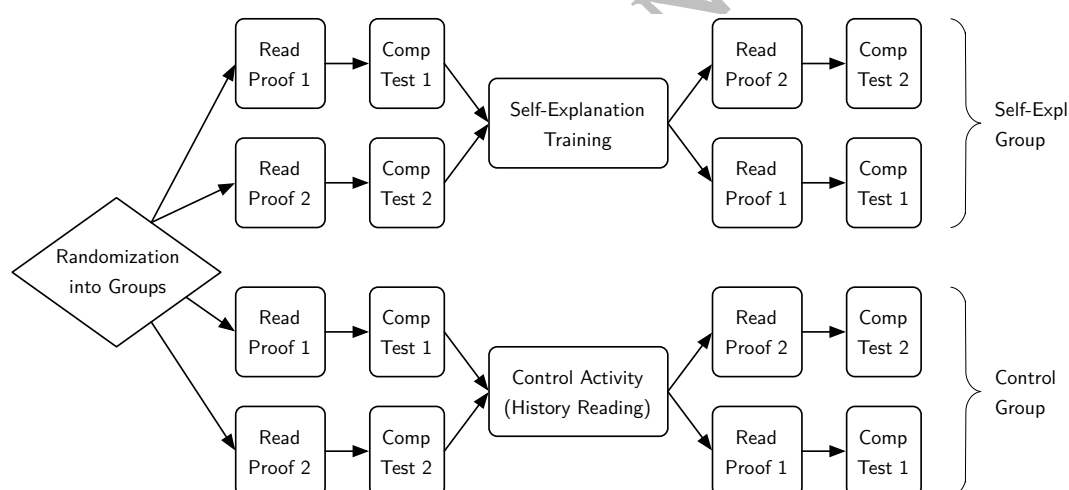 Read
Proof 1
Comp
Test 1
Read
Proof 2
Comp
Test 2
Self-Explanation
Training
Read
Proof 2
Comp
Test 2
Read
Proof 1
Comp
Test 1
Self-Expl
Group
Randomization
into Groups
Read
Proof 1
Comp
Test 1
Read
Proof 2
Comp
Test 2
Control Activity
(History Reading)
Read
Proof 2
Comp
Test 2
Read
Proof 1
Comp
Test 1
Control
Group